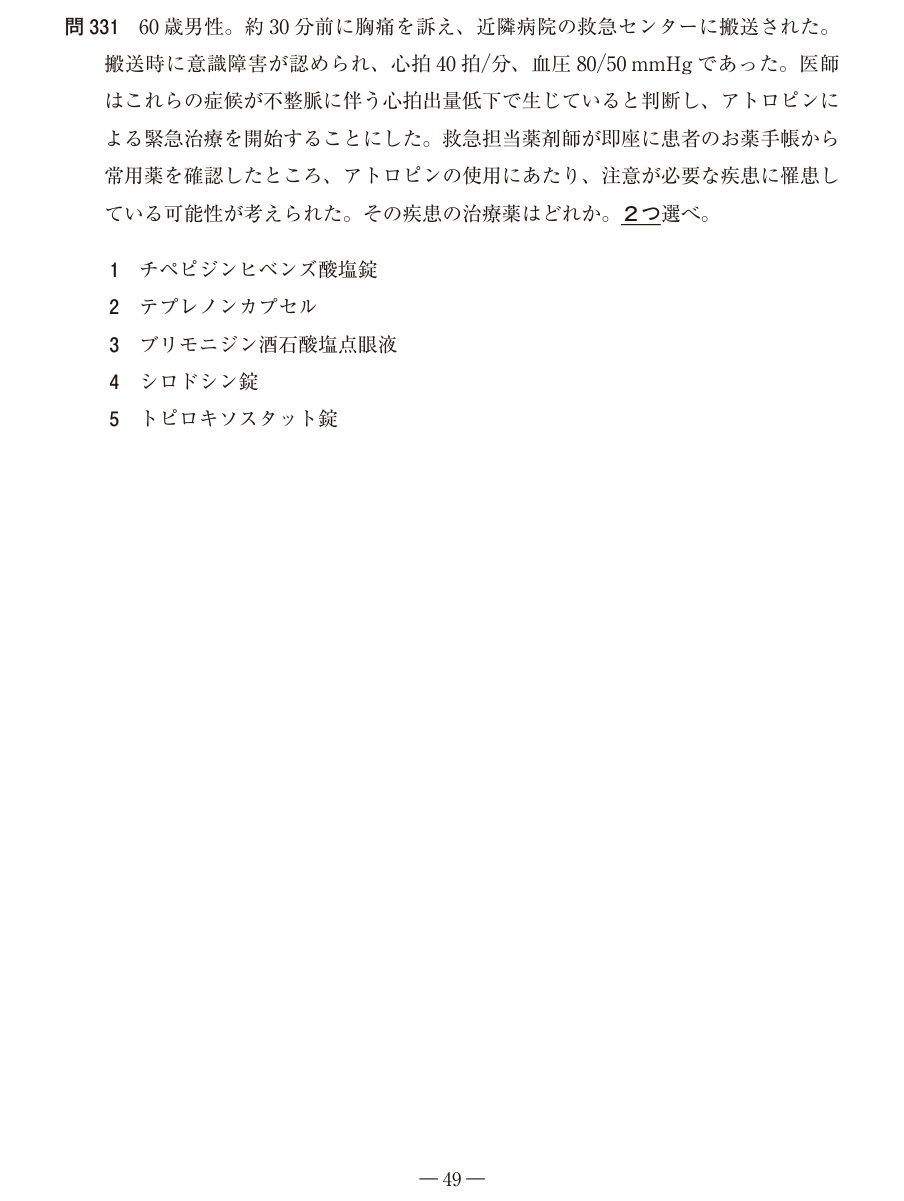 問 331 60 歳男性。約 30 分前に胸痛を訴え、近隣病院の救急センターに搬送された。
搬送時に意識障害が認められ、心拍 40 拍/分、血圧 80/50 mmHg であった。医師
はこれらの症候が不整脈に伴う心拍出量低下で生じていると判断し、アトロピンに
よる緊急治療を開始することにした。救急担当薬剤師が即座に患者のお薬手帳から
常用薬を確認したところ、アトロピンの使用にあたり、注意が必要な疾患に罹患し
ている可能性が考えられた。その疾患の治療薬はどれか。2つ選べ。
1 チペピジンヒベンズ酸塩錠
2 テプレノンカプセル
3 ブリモニジン酒石酸塩点眼液
4 シロドシン錠
5 トピロキソスタット錠
— 49 —